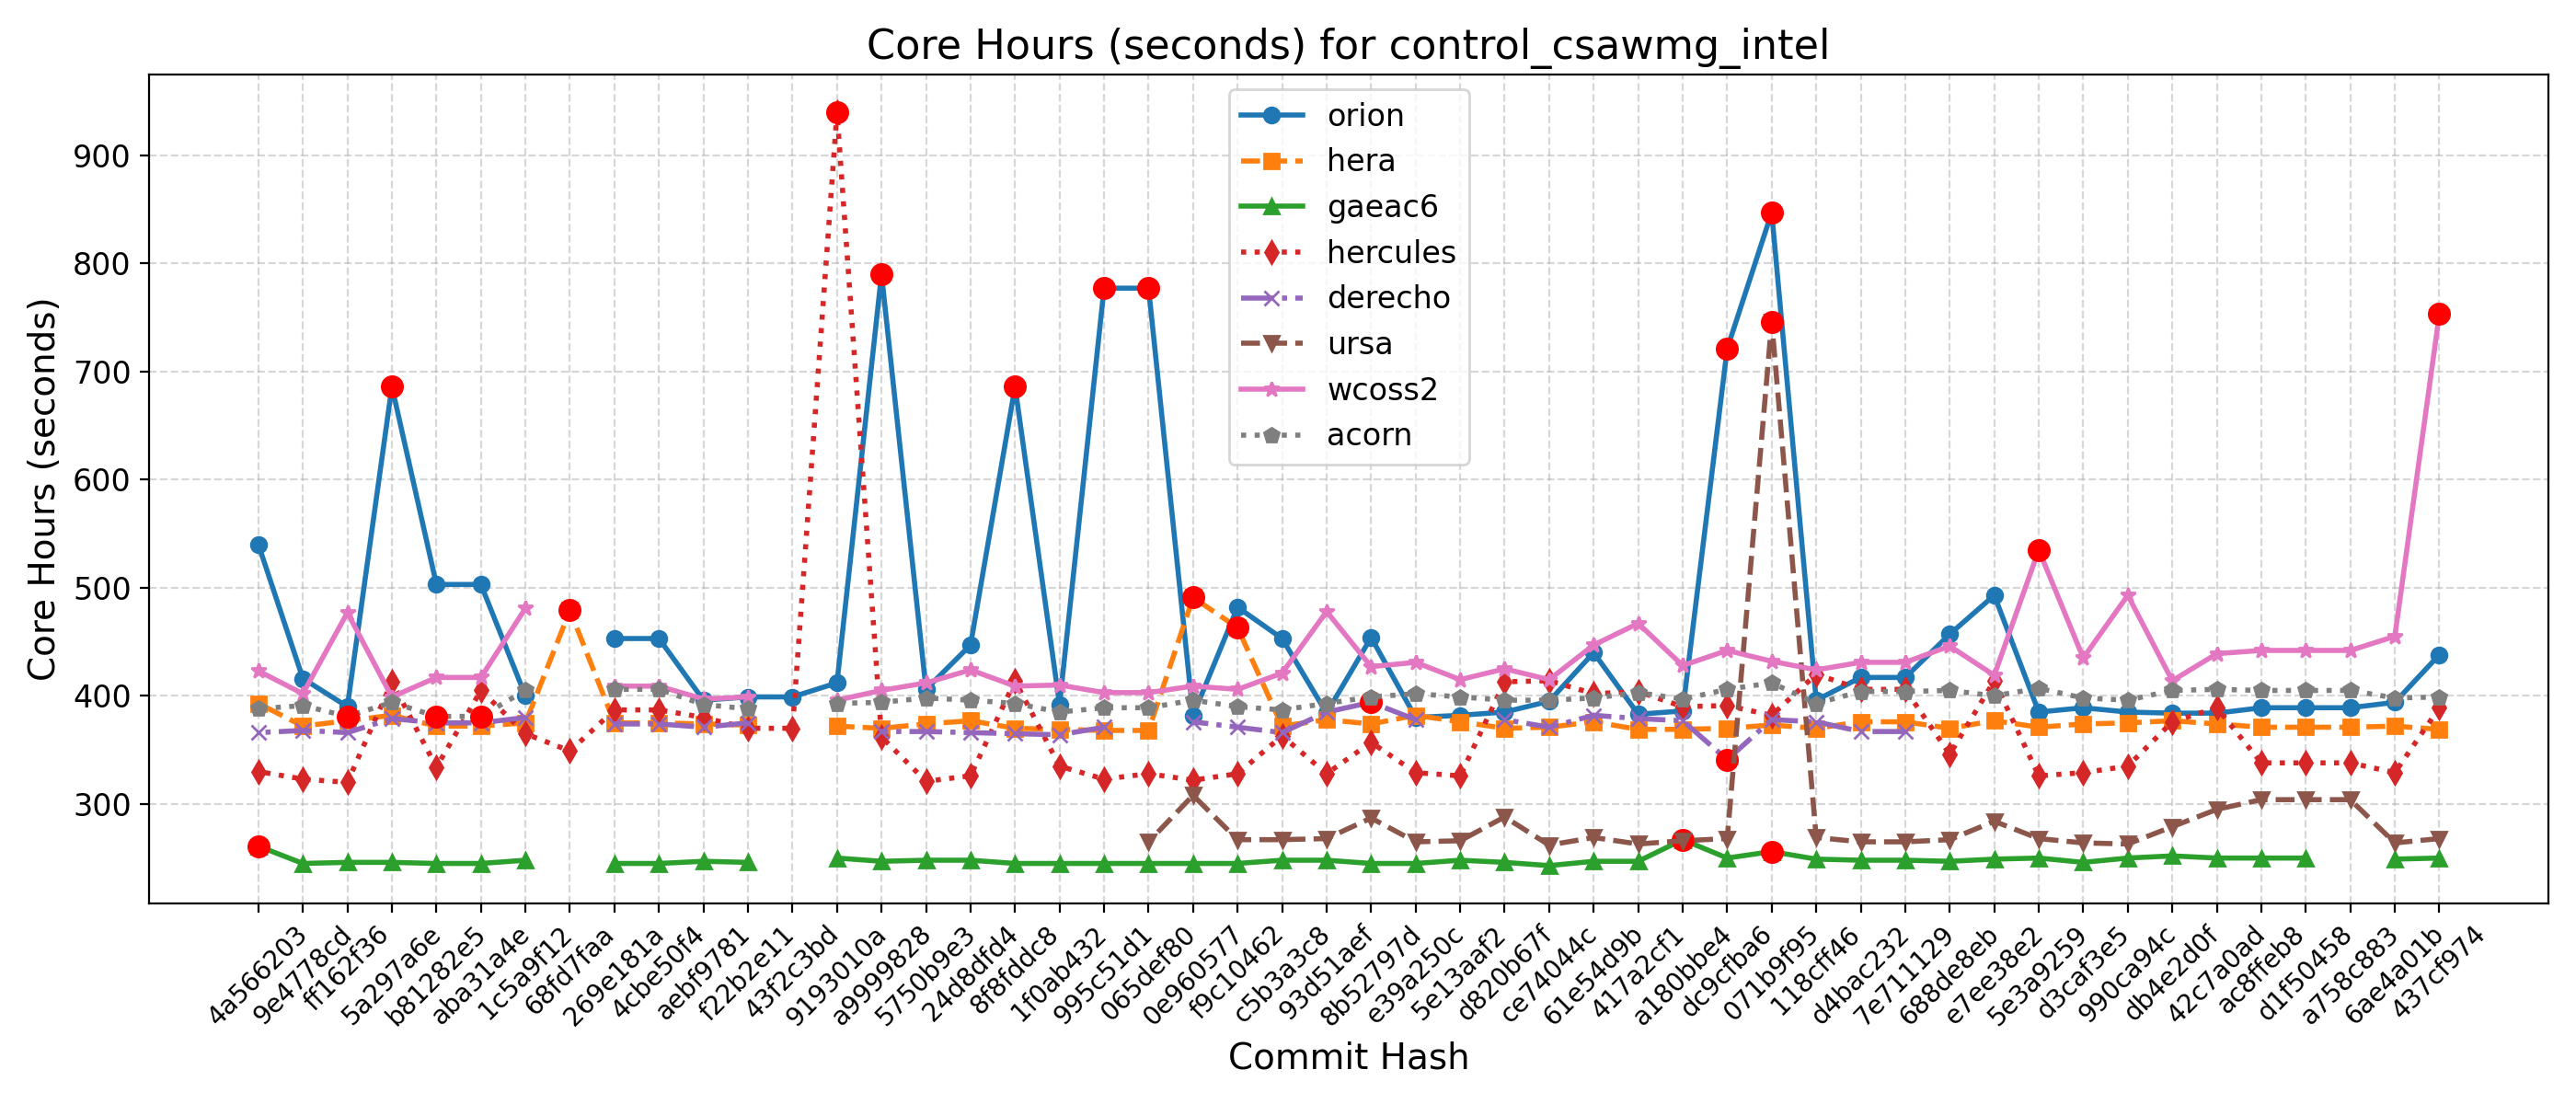 Core Hours (seconds) for control_csawmg_intel
Core Hours (seconds)
900
800
700
600
500
400
300
orion
hera
gaeac6
hercules
derecho
ursa
wcoss2
acorn
4a566203
9e4778cd
ff162f36
5a297a6e
b81282e5
aba31a4e
1c5a9f12
68fd7faa
269e181a
4cbe50f4
aebf9781
f22b2e11
43f2c3bd
9193010a
a9999828
5750b9e3
24d8dfd4
8f8fddc8
1f0ab432
995c51d1
065def80
0e960577
f9c10462
c5b3a3c8
93d51aef
8b52797d
e39a250c
5e13aaf2
d820b67f
ce74044c
61e54d9b
417a2cf1
a180bbe4
dc9cfba6
071b9f95
118cff46
d4bac232
7e711129
688de8eb
e7ee38e2
5e3a9259
d3caf3e5
990ca94c
db4e2d0f
42c7a0ad
ac8ffeb8
d1f50458
a758c883
6ae4a01b
437cf974
Commit Hash